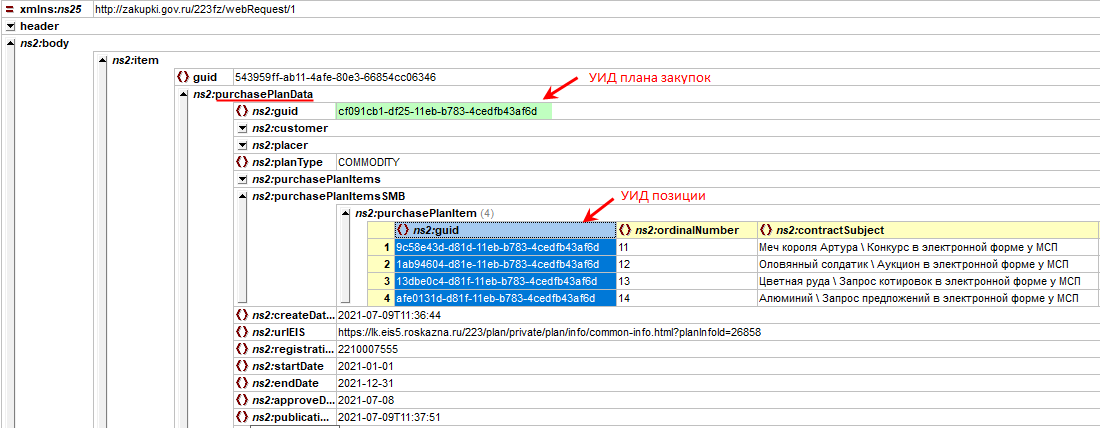 xmlns:ns25 http://zakupki.gov.ru/223fz/webRequest/1
header
ns2:body
ns2:item
guid 543959ff-ab11-4afe-80e3-66854cc06346
УИД плана закупок
ns2:purchasePlanData
ns2:guid cf091cb1-df25-11eb-b783-4cedfb43af6d
ns2:customer
ns2:placer
ns2:planType COMMODITY
ns2:purchasePlanItems
ns2:purchasePlanItemsSMB
УИД позиции
ns2:purchasePlanItem (4)
ns2:guid ns2:ordinalNumber ns2:contractSubject
1 9c58e43d-d81d-11eb-b783-4cedfb43af6d 11 Меч короля Артура \ Конкурс в электронной форме у МСП
2 1ab94604-d81e-11eb-b783-4cedfb43af6d 12 Оловянный солдатик \ Аукцион в электронной форме у МСП
3 13dbe0c4-d81f-11eb-b783-4cedfb43af6d 13 Цветная руда \ Запрос котировок в электронной форме у МСП
4 afe0131d-d81f-11eb-b783-4cedfb43af6d 14 Алюминий \ Запрос предложений в электронной форме у МСП
ns2:createDat... 2021-07-09T11:36:44
ns2:urlEIS https://lk.eis5.roskazna.ru/223/plan/private/plan/info/common-info.html?planInfoId=26858
ns2:registrati... 2210007555
ns2:startDate 2021-01-01
ns2:endDate 2021-12-31
ns2:approveD... 2021-07-08
ns2:publicati... 2021-07-09T11:37:51